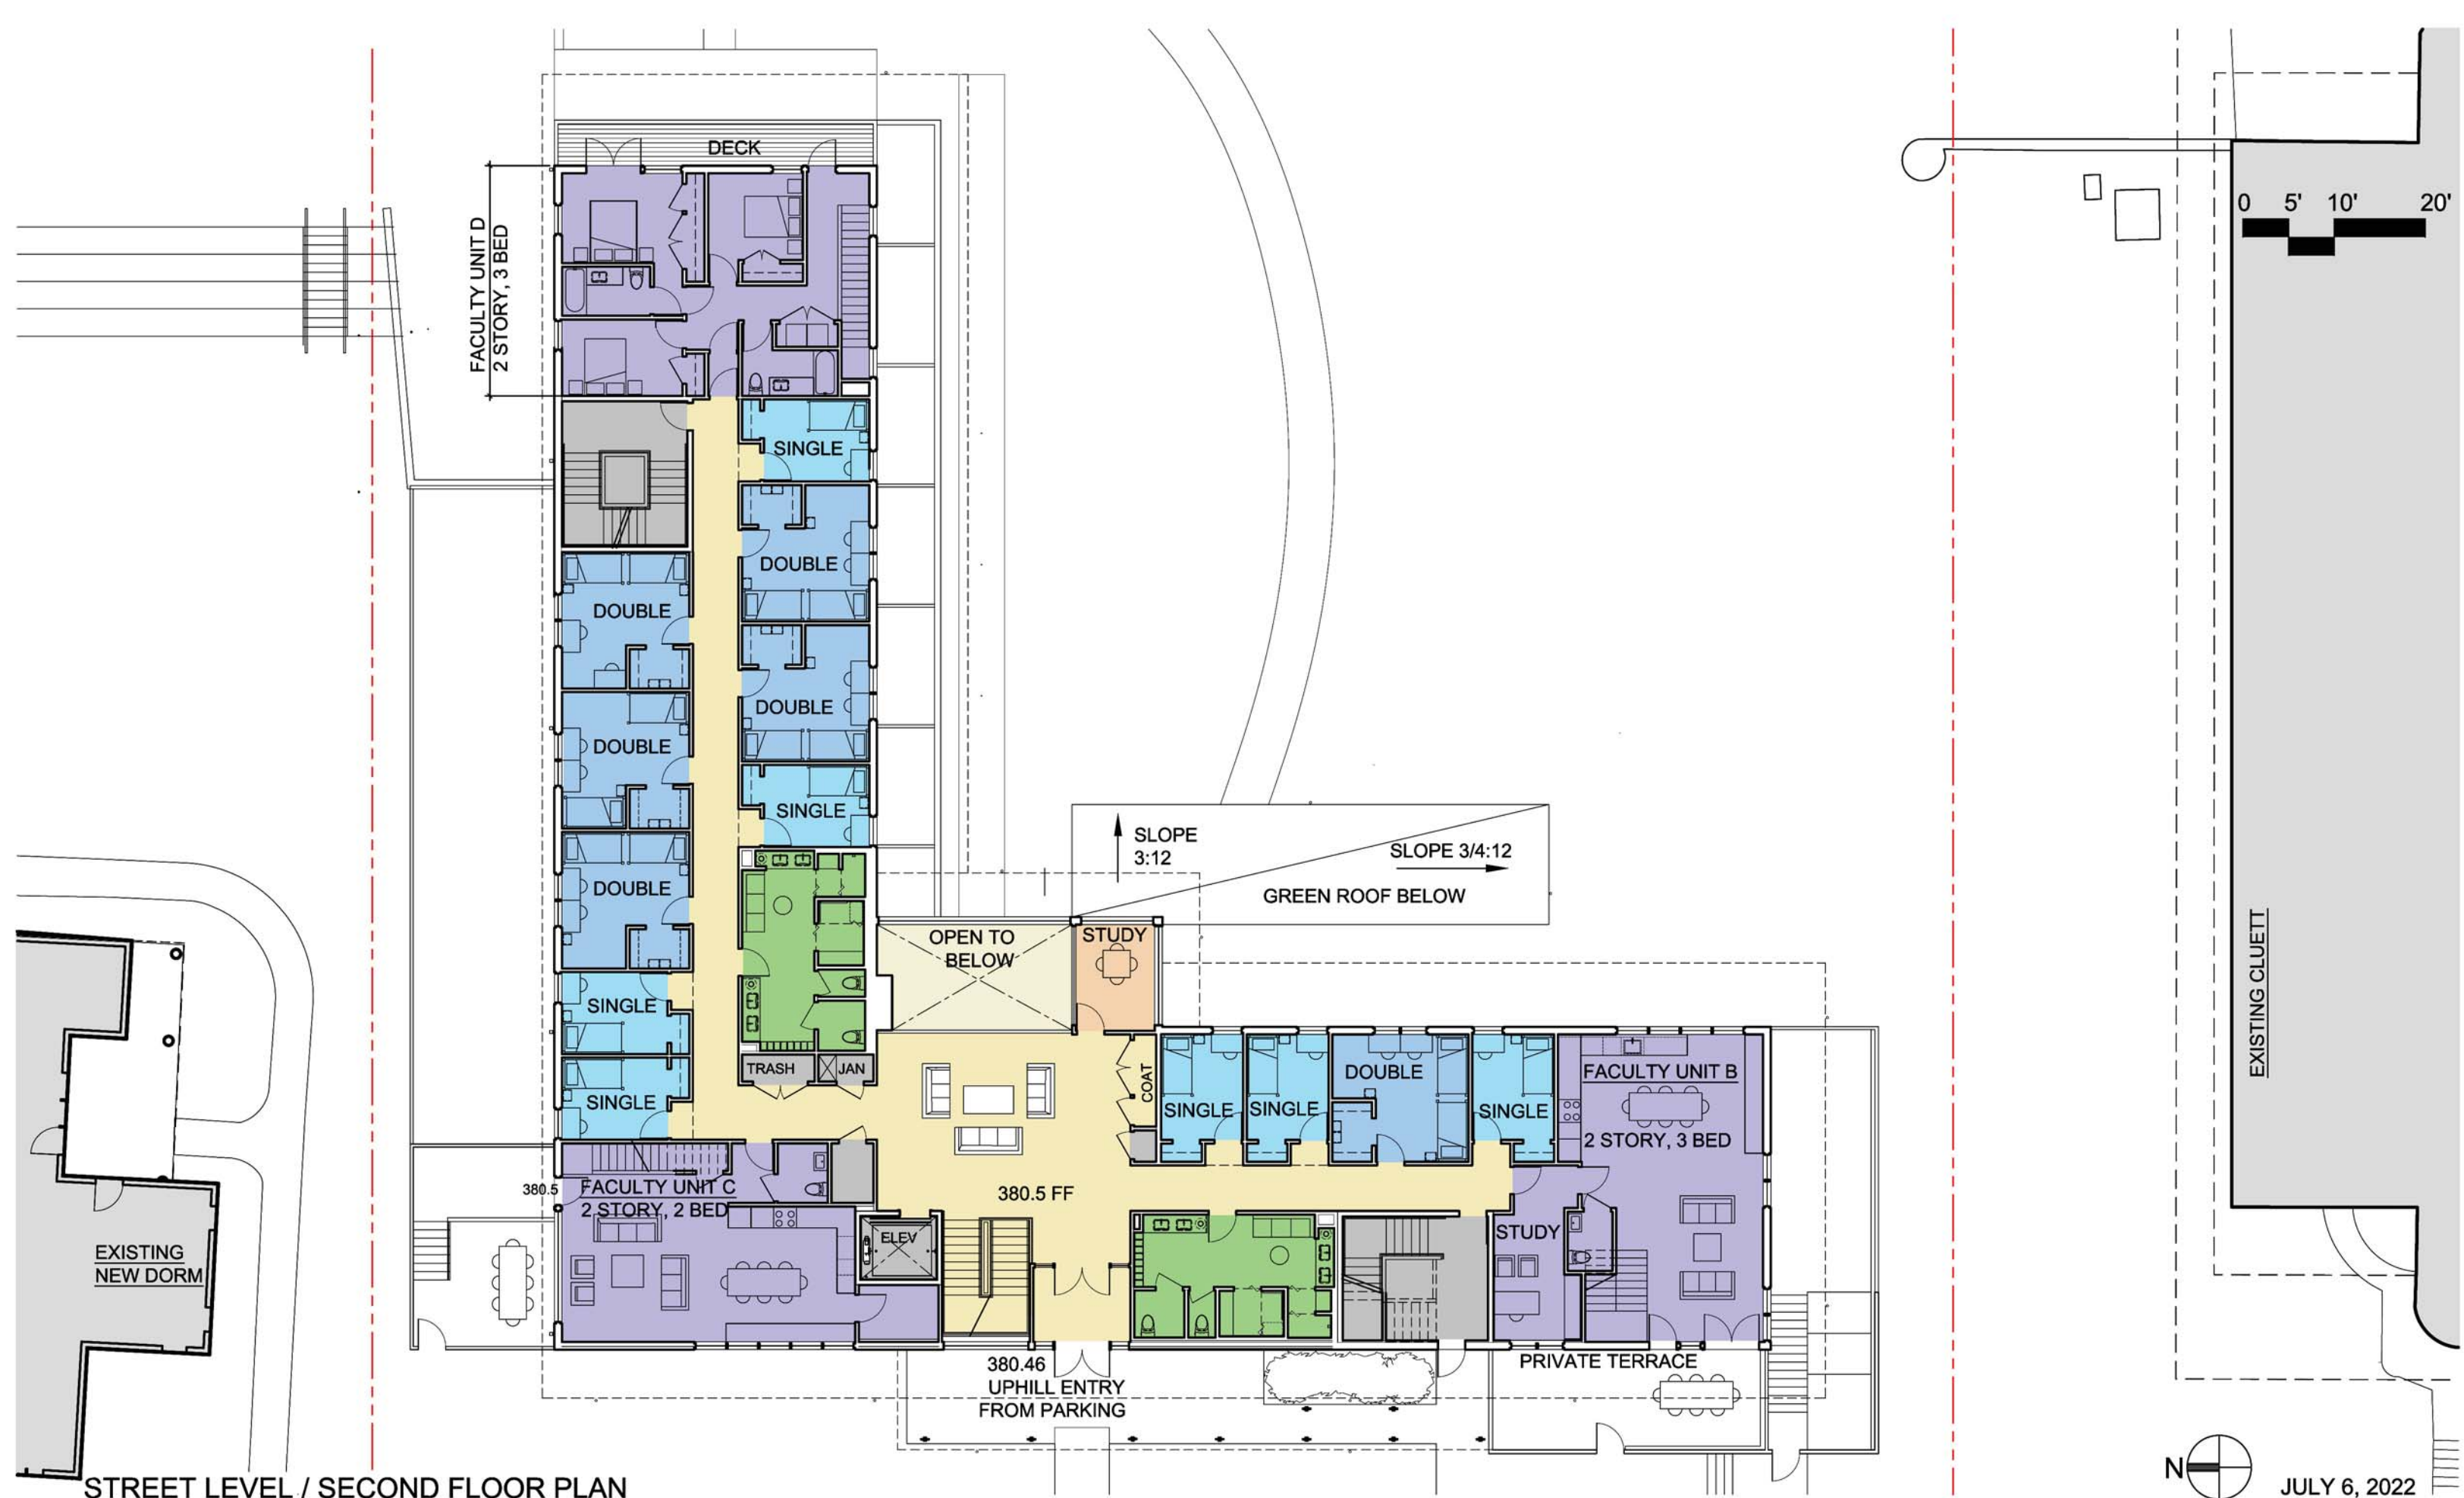 DECK
FACULTY UNIT D
2 STORY, 3 BED
0 5' 10' 20'
SINGLE
DOUBLE
DOUBLE
DOUBLE
DOUBLE
SINGLE
DOUBLE
SLOPE
3:12
SLOPE 3/4:12
GREEN ROOF BELOW
OPEN TO
BELOW
STUDY
SINGLE
SINGLE
TRASH
JAN
COAT
SINGLE
SINGLE
DOUBLE
SINGLE
FACULTY UNIT B
2 STORY, 3 BED
EXISTING CLUETT
380.5
FACULTY UNIT C
2 STORY, 2 BED
380.5 FF
ELEV
STUDY
EXISTING
NEW DORM
380.46
UPHILL ENTRY
FROM PARKING
PRIVATE TERRACE
STREET LEVEL / SECOND FLOOR PLAN
N
JULY 6, 2022